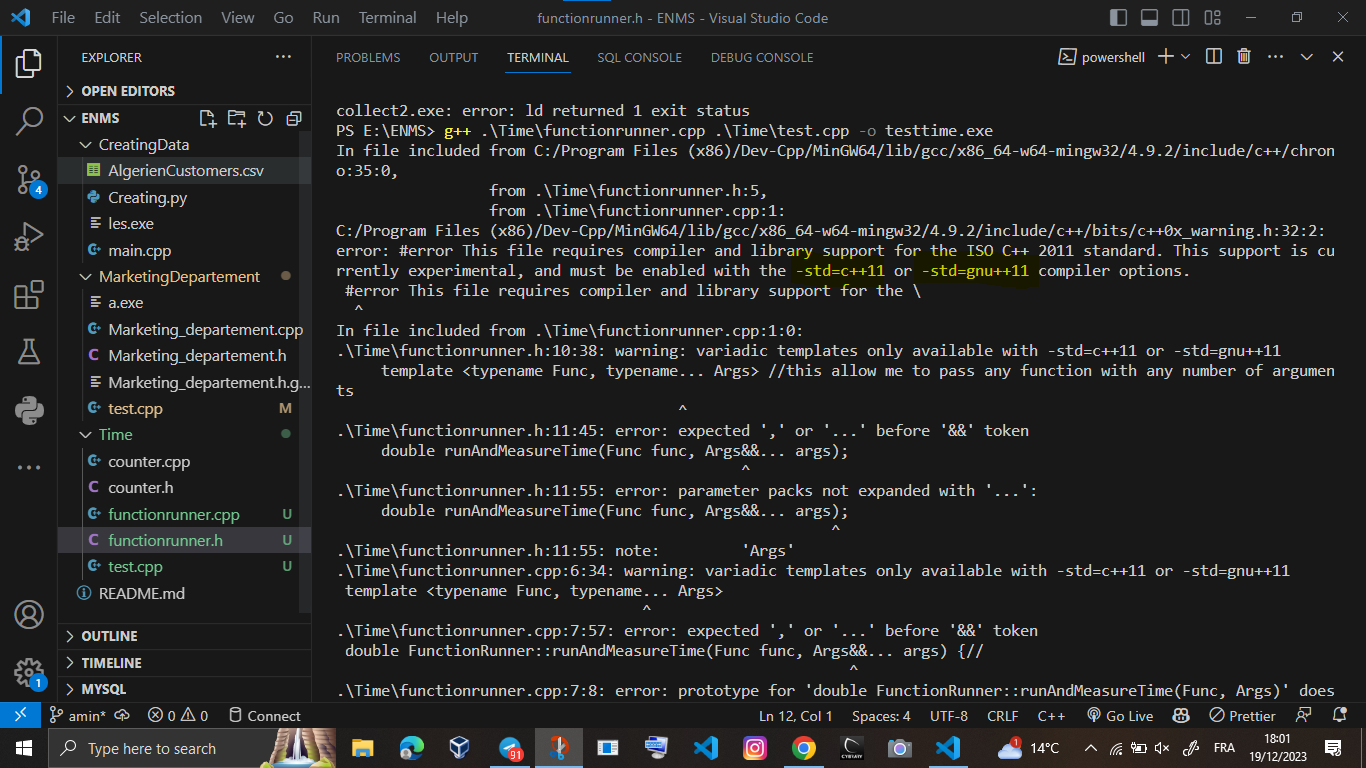 File Edit Selection View Go Run Terminal Help
functionrunner.h - ENMS - Visual Studio Code
EXPLORER
OPEN EDITORS
ENMS
CreatingData
AlgerienCustomers.csv
Creating.py
les.exe
main.cpp
MarketingDepartement
a.exe
Marketing_departement.cpp
Marketing_departement.h
Marketing_departement.h.g...
test.cpp M
Time
counter.cpp
counter.h
functionrunner.cpp U
functionrunner.h U
test.cpp U
README.md
OUTLINE
TIMELINE
MYSQL
4
1
PROBLEMS OUTPUT TERMINAL SQL CONSOLE DEBUG CONSOLE
powershell
collect2.exe: error: ld returned 1 exit status
PS E:\ENMS> g++ .\Time\functionrunner.cpp .\Time\test.cpp -o testtime.exe
In file included from C:/Program Files (x86)/Dev-Cpp/MinGW64/lib/gcc/x86_64-w64-mingw32/4.9.2/include/c++/chron
o:35:0,
from .\Time\functionrunner.h:5,
from .\Time\functionrunner.cpp:1:
C:/Program Files (x86)/Dev-Cpp/MinGW64/lib/gcc/x86_64-w64-mingw32/4.9.2/include/c++/bits/c++0x_warning.h:32:2:
error: #error This file requires compiler and library support for the ISO C++ 2011 standard. This support is cu
rrently experimental, and must be enabled with the -std=c++11 or -std=gnu++11 compiler options.
#error This file requires compiler and library support for the \
^
In file included from .\Time\functionrunner.cpp:1:0:
.\Time\functionrunner.h:10:38: warning: variadic templates only available with -std=c++11 or -std=gnu++11
template <typename Func, typename... Args> //this allow me to pass any function with any number of argumen
ts
^
.\Time\functionrunner.h:11:45: error: expected ',' or '...' before '&&' token
double runAndMeasureTime(Func func, Args&&... args);
^
.\Time\functionrunner.h:11:55: error: parameter packs not expanded with '...':
double runAndMeasureTime(Func func, Args&&... args);
^
.\Time\functionrunner.h:11:55: note: 'Args'
.\Time\functionrunner.cpp:6:34: warning: variadic templates only available with -std=c++11 or -std=gnu++11
template <typename Func, typename... Args>
^
.\Time\functionrunner.cpp:7:57: error: expected ',' or '...' before '&&' token
double FunctionRunner::runAndMeasureTime(Func func, Args&&... args) {//
^
.\Time\functionrunner.cpp:7:8: error: prototype for 'double FunctionRunner::runAndMeasureTime(Func, Args)' does
amin* 0 0 Connect Ln 12, Col 1 Spaces: 4 UTF-8 CRLF C++ Go Live Prettier
Type here to search 91 1 14°C FRA 18:01
19/12/2023